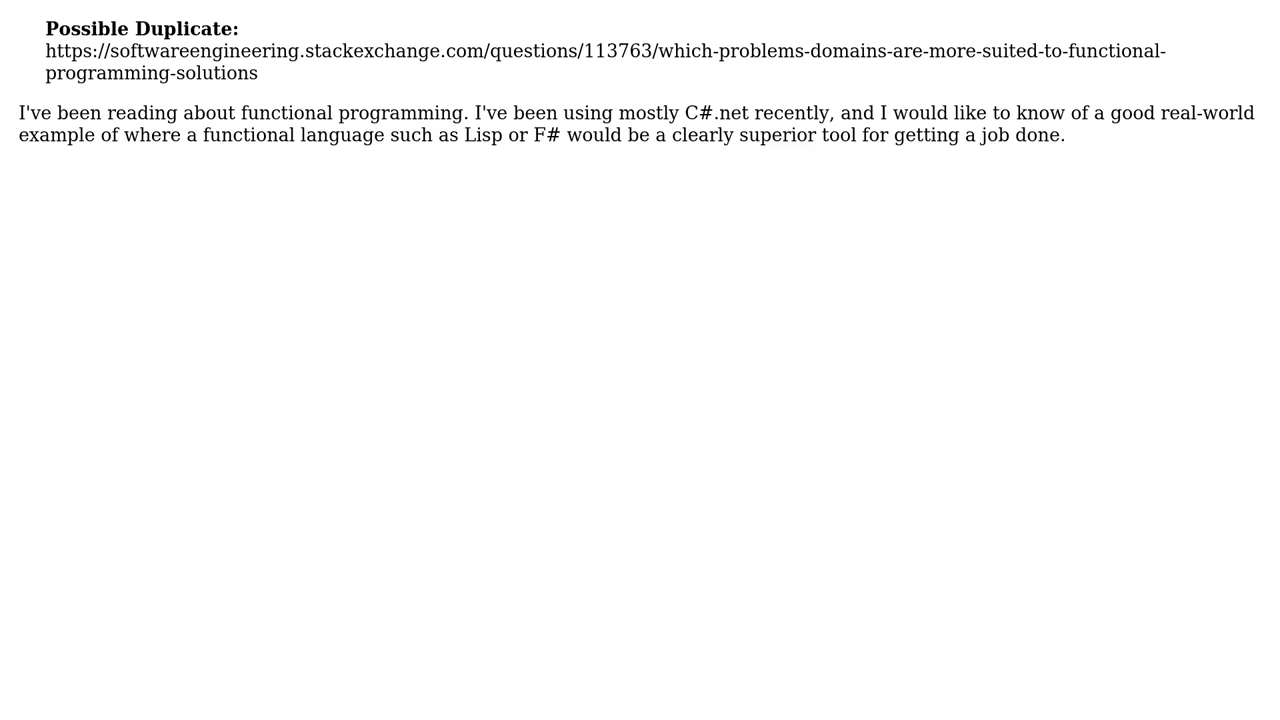 Possible Duplicate:
https://softwareengineering.stackexchange.com/questions/113763/which-problems-domains-are-more-suited-to-functional-
programming-solutions
I've been reading about functional programming. I've been using mostly C#.net recently, and I would like to know of a good real-world
example of where a functional language such as Lisp or F# would be a clearly superior tool for getting a job done.